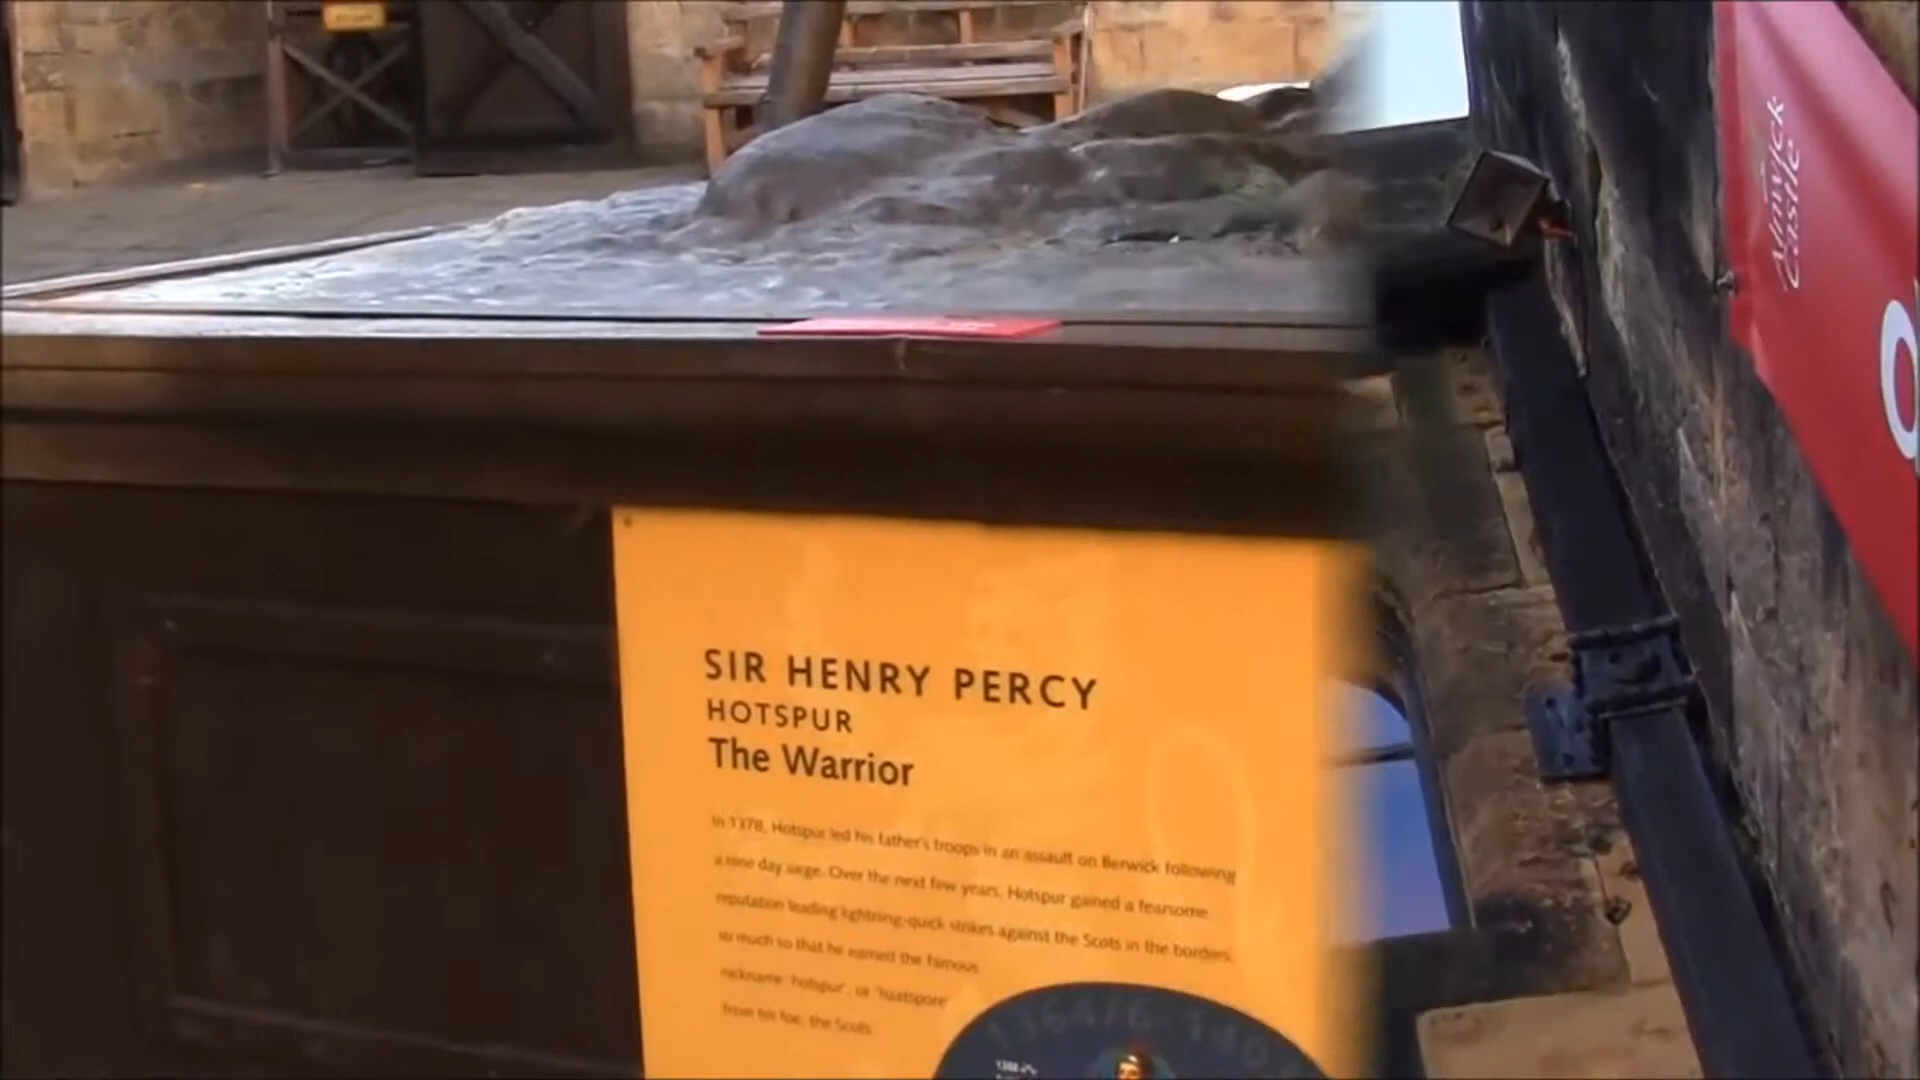 Alnwick
Castle
SIR HENRY PERCY
HOTSPUR
The Warrior
In 1378, Hotspur led his father's troops in an assault on Berwick following
a nine day siege. Over the next few years, Hotspur gained a fearsome
reputation leading lightning-quick strikes against the Scots in the borders,
so much so that he earned the famous
nickname 'hotspur', or 'haatspore'
from his foe, the Scots